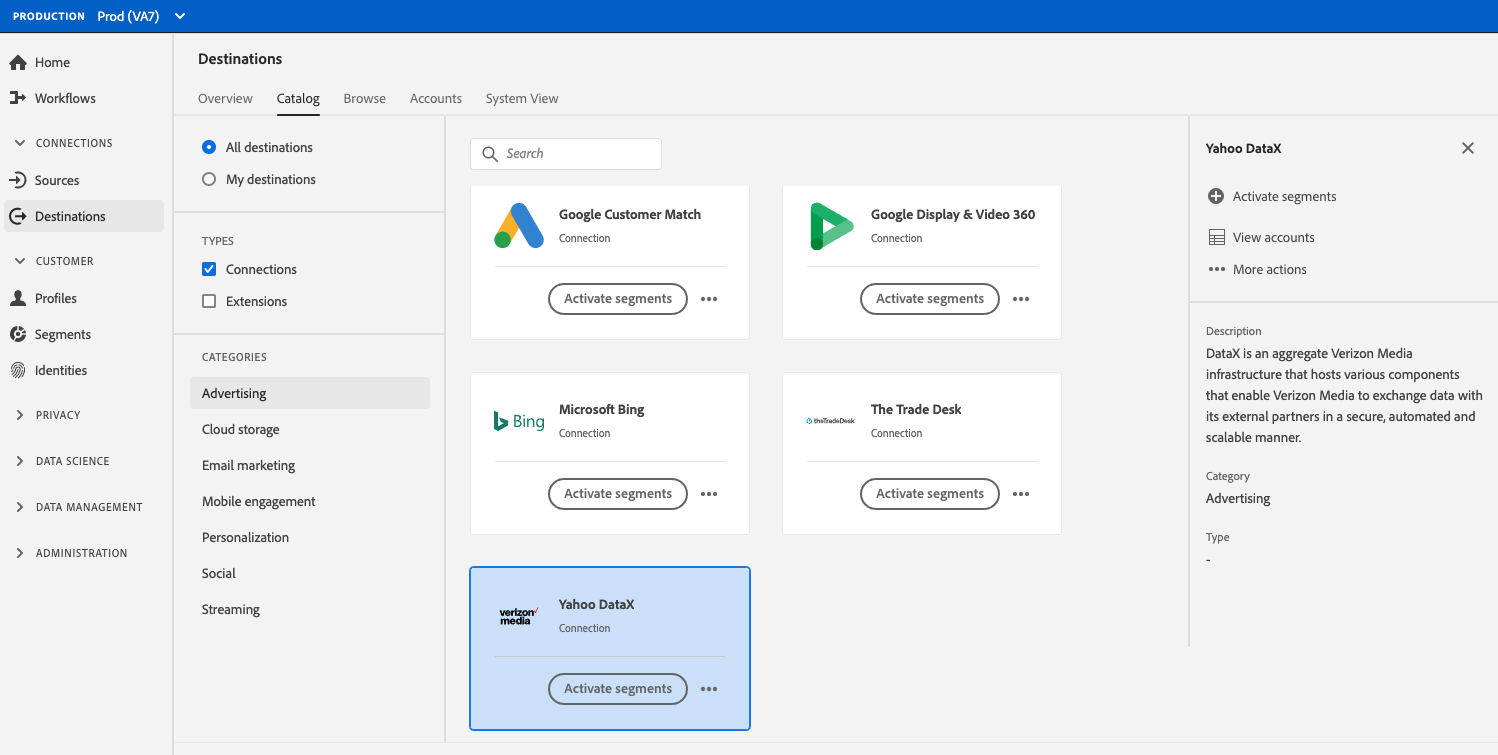 PRODUCTION Prod (VA7)
Home
Workflows
CONNECTIONS
Sources
Destinations
CUSTOMER
Profiles
Segments
Identities
PRIVACY
DATA SCIENCE
DATA MANAGEMENT
ADMINISTRATION
Destinations
Overview Catalog Browse Accounts System View
All destinations
My destinations
TYPES
Connections
Extensions
CATEGORIES
Advertising
Cloud storage
Email marketing
Mobile engagement
Personalization
Social
Streaming
Search
Google Customer Match
Connection
Activate segments
Google Display & Video 360
Connection
Activate segments
Bing
Microsoft Bing
Connection
Activate segments
theTradeDesk
The Trade Desk
Connection
Activate segments
verizon
media
Yahoo DataX
Connection
Activate segments
Yahoo DataX
Activate segments
View accounts
More actions
Description
DataX is an aggregate Verizon Media
infrastructure that hosts various components
that enable Verizon Media to exchange data with
its external partners in a secure, automated and
scalable manner.
Category
Advertising
Type
-